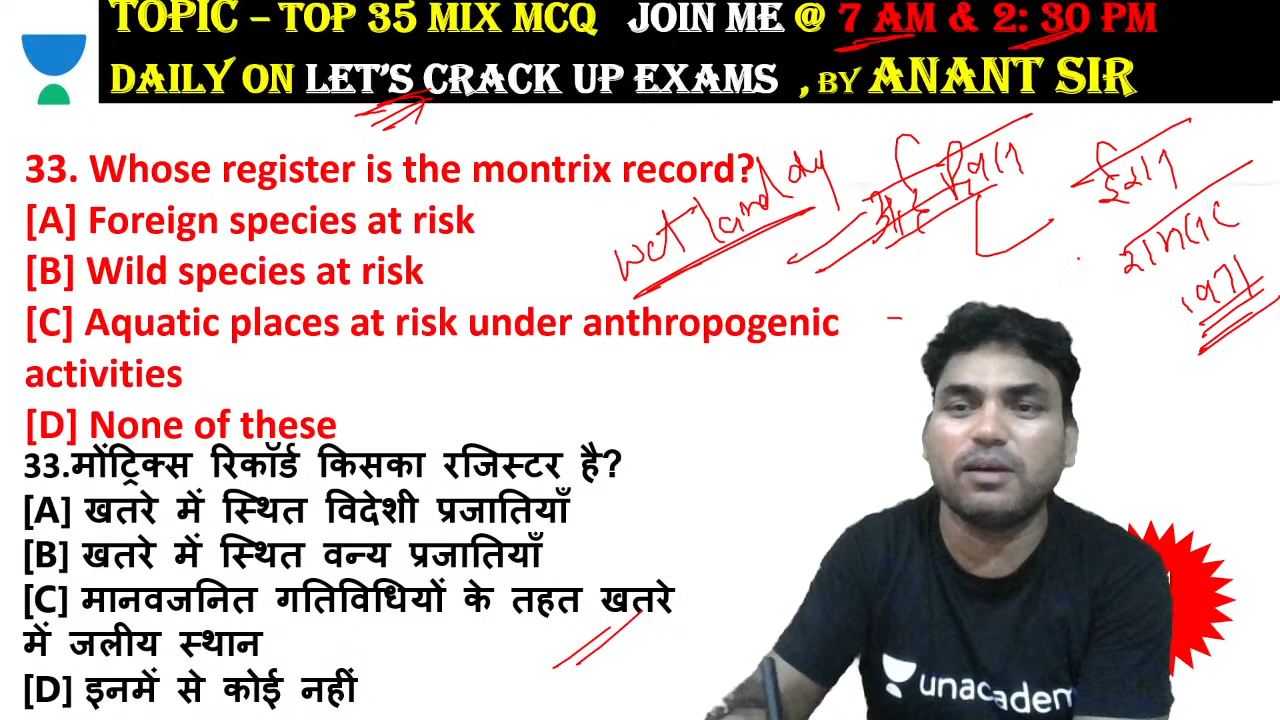 TOPIC – TOP 35 MIX MCQ JOIN ME @ 7 AM & 2: 30 PM
DAILY ON LET'S CRACK UP EXAMS , BY ANANT SIR
33. Whose register is the montrix record?
[A] Foreign species at risk
[B] Wild species at risk
[C] Aquatic places at risk under anthropogenic
activities
[D] None of these
wetland day
ईरान
रामसर
1971
33.मोंट्रिक्स रिकॉर्ड किसका रजिस्टर है?
[A] खतरे में स्थित विदेशी प्रजातियाँ
[B] खतरे में स्थित वन्य प्रजातियाँ
[C] मानवजनित गतिविधियों के तहत खतरे
में जलीय स्थान
[D] इनमें से कोई नहीं
unacadem